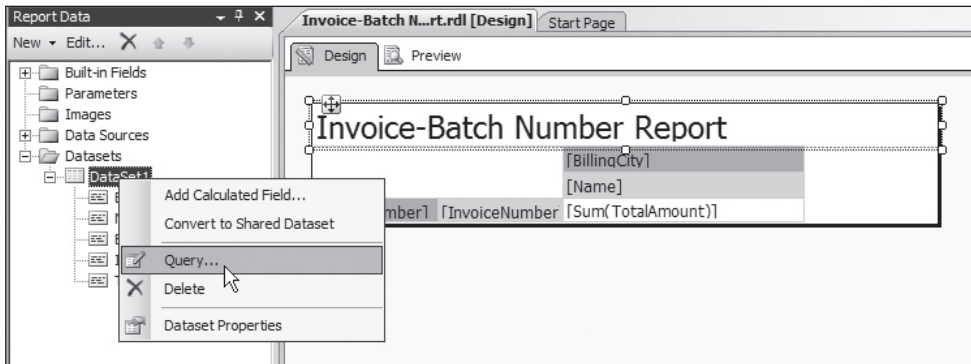 Report Data
New Edit...
Built-in Fields
Parameters
Images
Data Sources
Datasets
DataSet1
Add Calculated Field...
Convert to Shared Dataset
Query...
Delete
Dataset Properties
Invoice-Batch N...rt.rdl [Design] Start Page
Design Preview
Invoice-Batch Number Report
[BillingCity]
[Name]
mber] [InvoiceNumber [Sum(TotalAmount)]